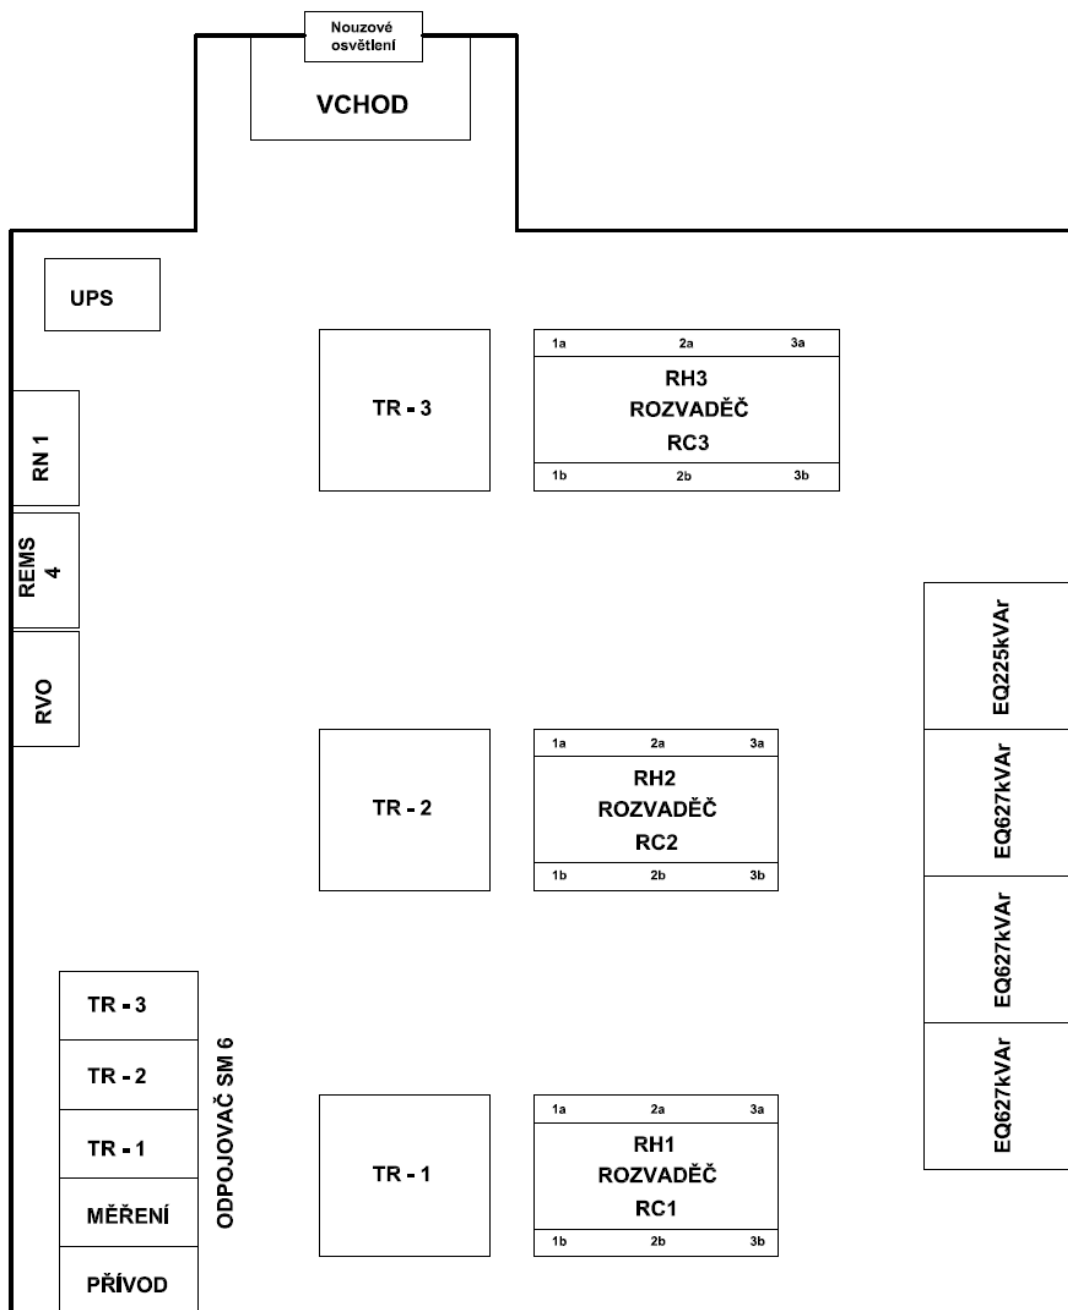 Nouzové
osvětlení
VCHOD
UPS
1a 2a 3a
RH3
TR - 3 ROZVADĚČ
RC3
1b 2b 3b
RN 1
REMS
4
RVO
EQ225kVAr
1a 2a 3a
RH2
TR - 2 ROZVADĚČ
RC2
1b 2b 3b
EQ627kVAr
EQ627kVAr
TR - 3
TR - 2
TR - 1
MĚŘENÍ
PŘÍVOD
ODPOJOVAČ SM 6
1a 2a 3a
RH1
TR - 1 ROZVADĚČ
RC1
1b 2b 3b
EQ627kVAr